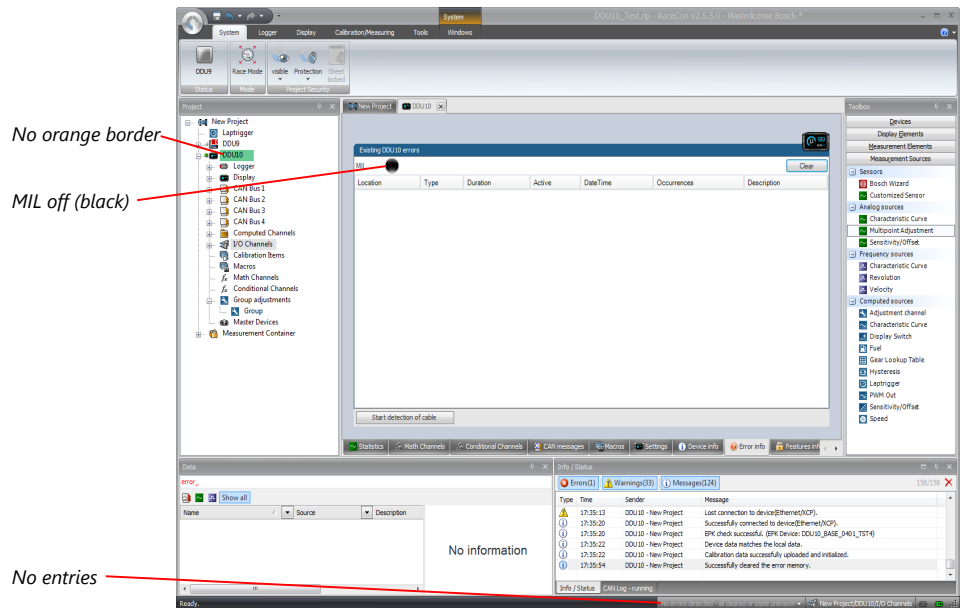 DDU10_Test.rlp - RaceCon V2.5.5.0 - Masterlicense Bosch *
System
System
Logger
Display
Calibration/Measuring
Tools
Windows
DDU9
Race Mode
visible
Protection
Sheet locked
Status
Mode
Project Security
Project
New Project
Laptrigger
DDU9
DDU10
Logger
Display
CAN Bus 1
CAN Bus 2
CAN Bus 3
CAN Bus 4
Computed Channels
I/O Channels
Calibration Items
Macros
Math Channels
Conditional Channels
Group adjustments
Group
Master Devices
Measurement Container
No orange border
MIL off (black)
No entries
New Project
DDU10
Existing DDU10 errors
MIL
Clear
Location Type Duration Active DateTime Occurrences Description
Start detection of cable
Statistics
Math Channels
Conditional Channels
CAN messages
Macros
Settings
Device info
Error info
Features info
Toolbox
Devices
Display Elements
Measurement Elements
Measurement Sources
Sensors
Bosch Wizard
Customized Sensor
Analog sources
Characteristic Curve
Multipoint Adjustment
Sensitivity/Offset
Frequency sources
Characteristic Curve
Revolution
Velocity
Computed sources
Adjustment channel
Characteristic Curve
Display Switch
Fuel
Gear Lookup Table
Hysteresis
Laptrigger
PWM Out
Sensitivity/Offset
Speed
Data
error_
Show all
Name Source Description
No information
Info / Status
Errors(1) Warnings(33) Messages(124)
158/158
Type Time Sender Message
17:35:13 DDU10 - New Project Lost connection to device(Ethernet/XCP).
17:35:20 DDU10 - New Project Successfully connected to device(Ethernet/XCP).
17:35:20 DDU10 - New Project EPK check successful. (EPK Device: DDU10_BASE_0401_TST4)
17:35:22 DDU10 - New Project Device data matches the local data.
17:35:22 DDU10 - New Project Calibration data successfully uploaded and initialized.
17:35:54 DDU10 - New Project Successfully cleared the error memory.
Info / Status
CAN Log - running
Ready.
No errors detected - all cleared or state unknown
New Project/DDU10/I/O Channels